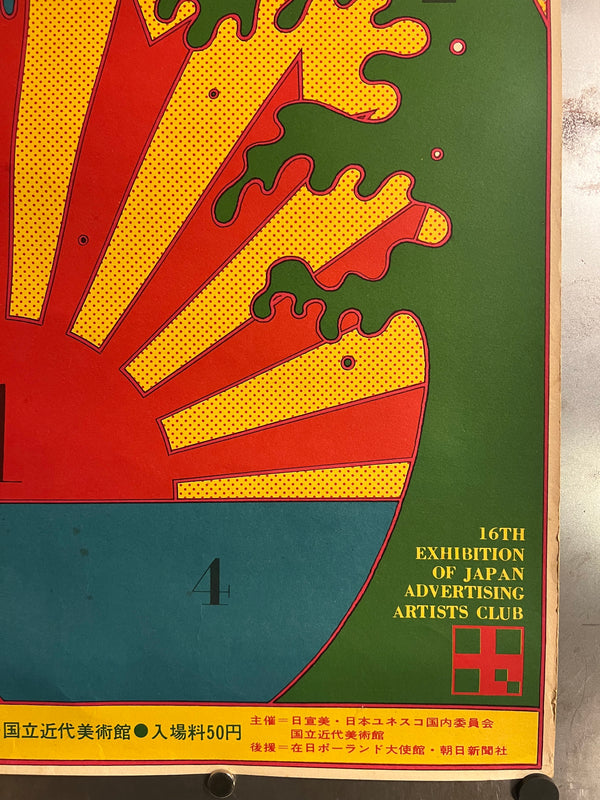 4
16TH
EXHIBITION
OF JAPAN
ADVERTISING
ARTISTS CLUB
国立近代美術館●入場料50円
主催=日宣美・日本ユネスコ国内委員会
国立近代美術館
後援=在日ポーランド大使館・朝日新聞社